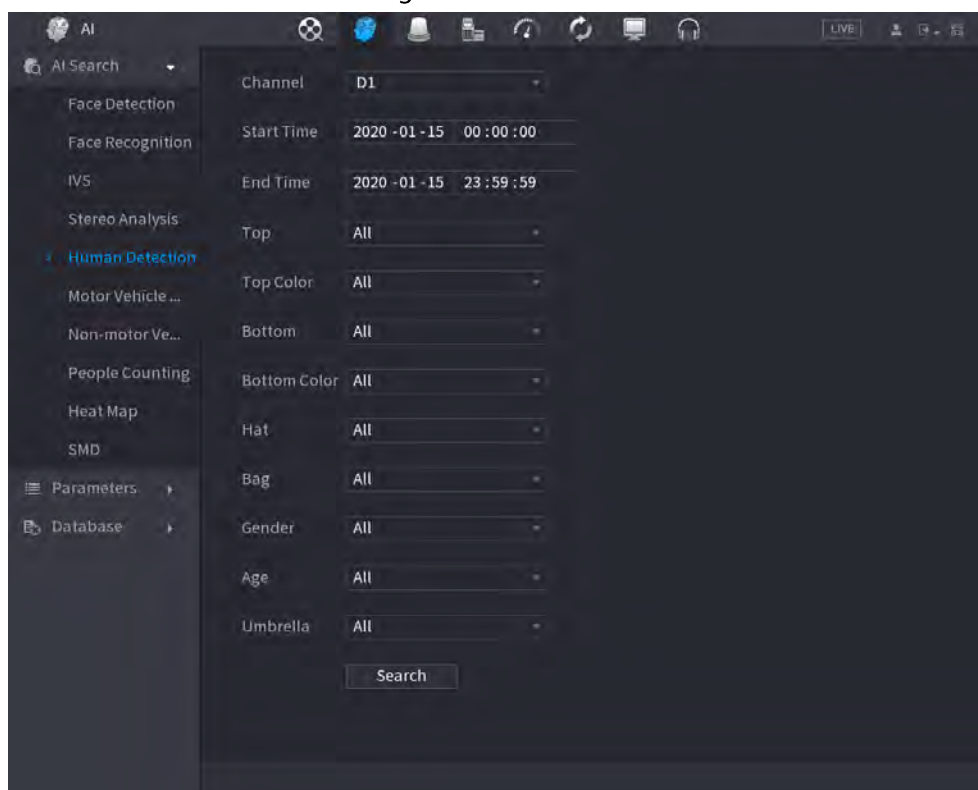 AI
LIVE
AI Search
Face Detection
Face Recognition
IVS
Stereo Analysis
Human Detection
Motor Vehicle ...
Non-motor Ve...
People Counting
Heat Map
SMD
Parameters
Database
Channel D1
Start Time 2020 -01 -15 00 :00 :00
End Time 2020 -01 -15 23 :59 :59
Top All
Top Color All
Bottom All
Bottom Color All
Hat All
Bag All
Gender All
Age All
Umbrella All
Search